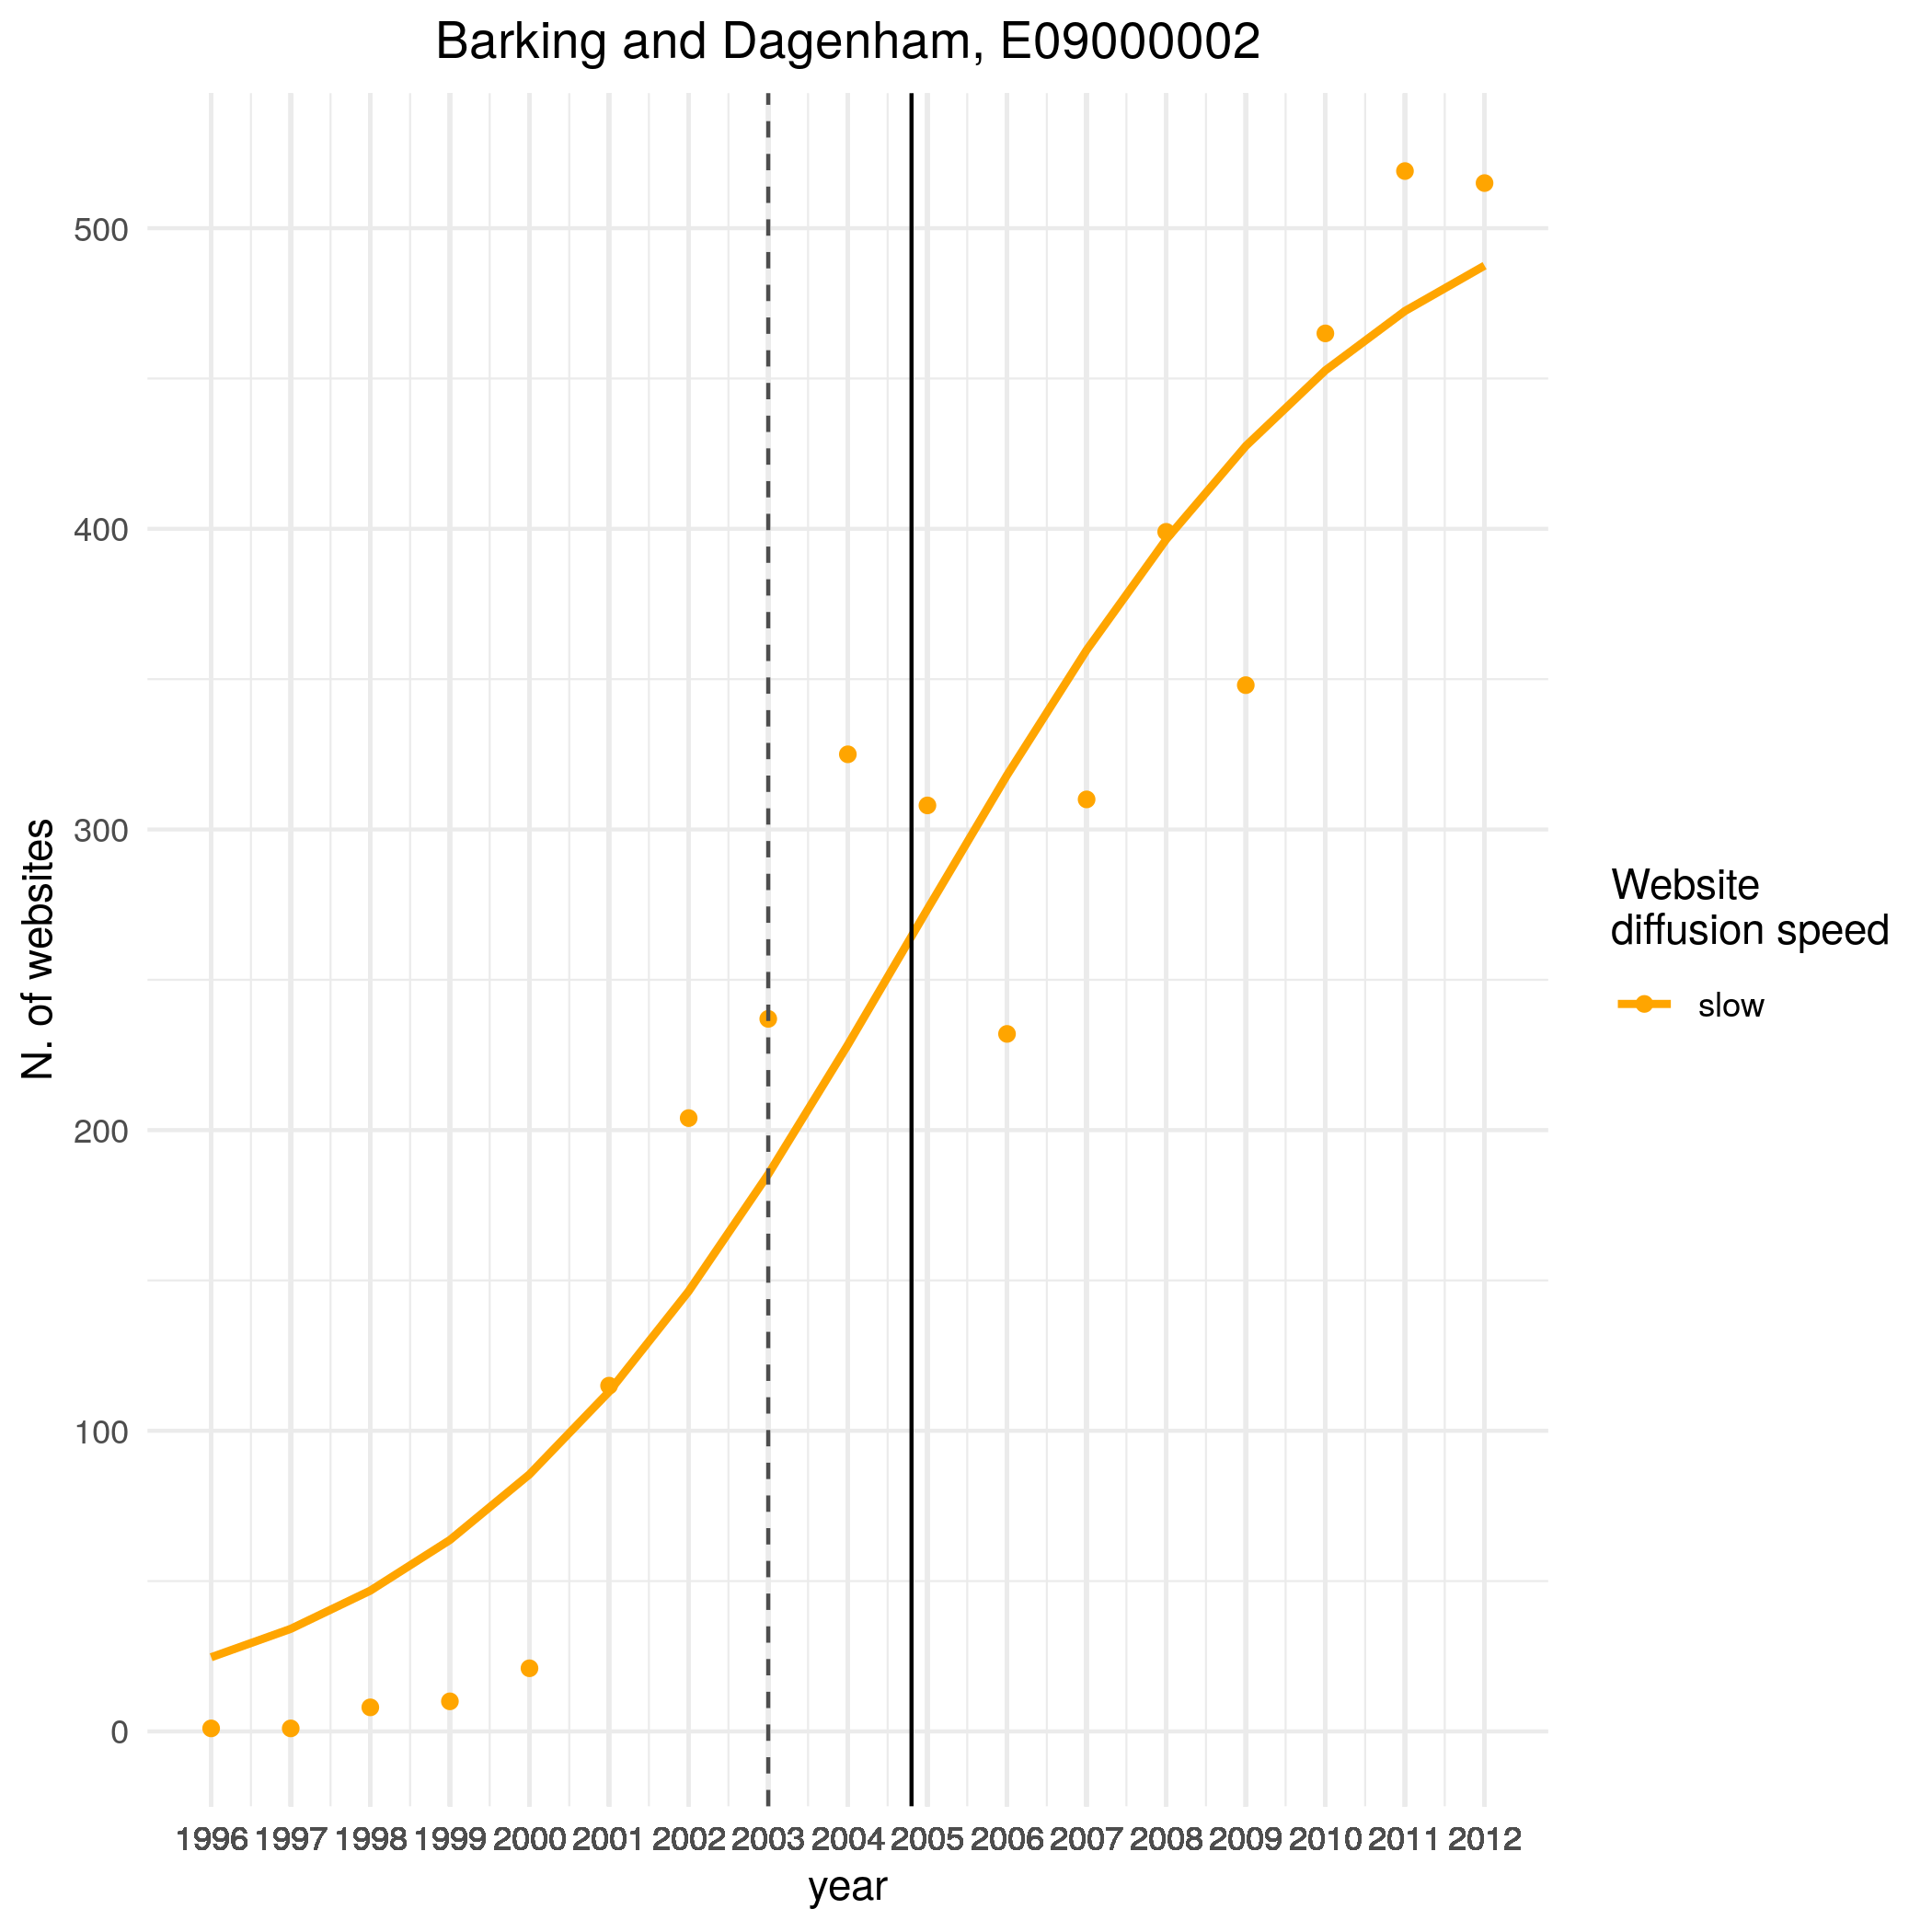 Barking and Dagenham, E09000002
500
400
300
200
100
0
N. of websites
1996 1997 1998 1999 2000 2001 2002 2003 2004 2005 2006 2007 2008 2009 2010 2011 2012
year
Website
diffusion speed
slow